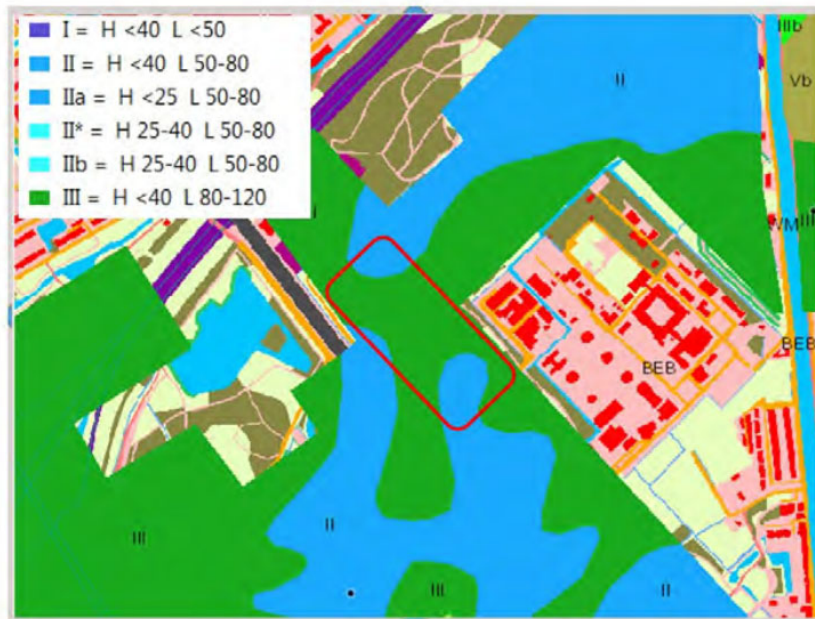 I = H <40 L <50
II = H <40 L 50-80
IIa = H <25 L 50-80
II* = H 25-40 L 50-80
IIb = H 25-40 L 50-80
III = H <40 L 80-120
IIIb
II
Vb
I
III
WM
BEB
BEB
II
III
III
II